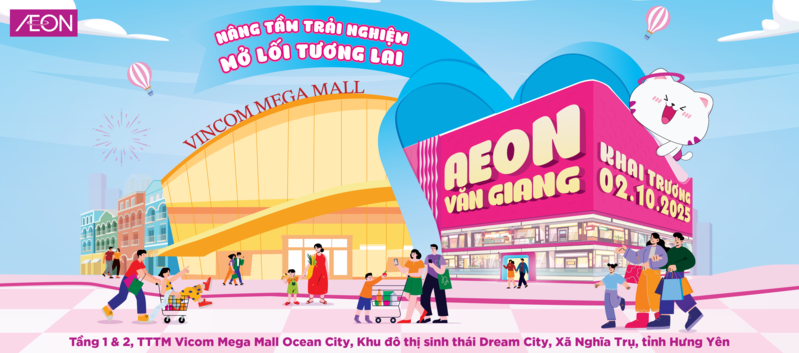 ÆON
NÂNG TẦM TRẢI NGHIỆM
MỞ LỐI TƯƠNG LAI
VINCOM MEGA MALL
AEON
VĂN GIANG
KHAI TRƯƠNG
02.10.2025
Tầng 1 & 2, TTTM Vicom Mega Mall Ocean City, Khu đô thị sinh thái Dream City, Xã Nghĩa Trụ, tỉnh Hưng Yên